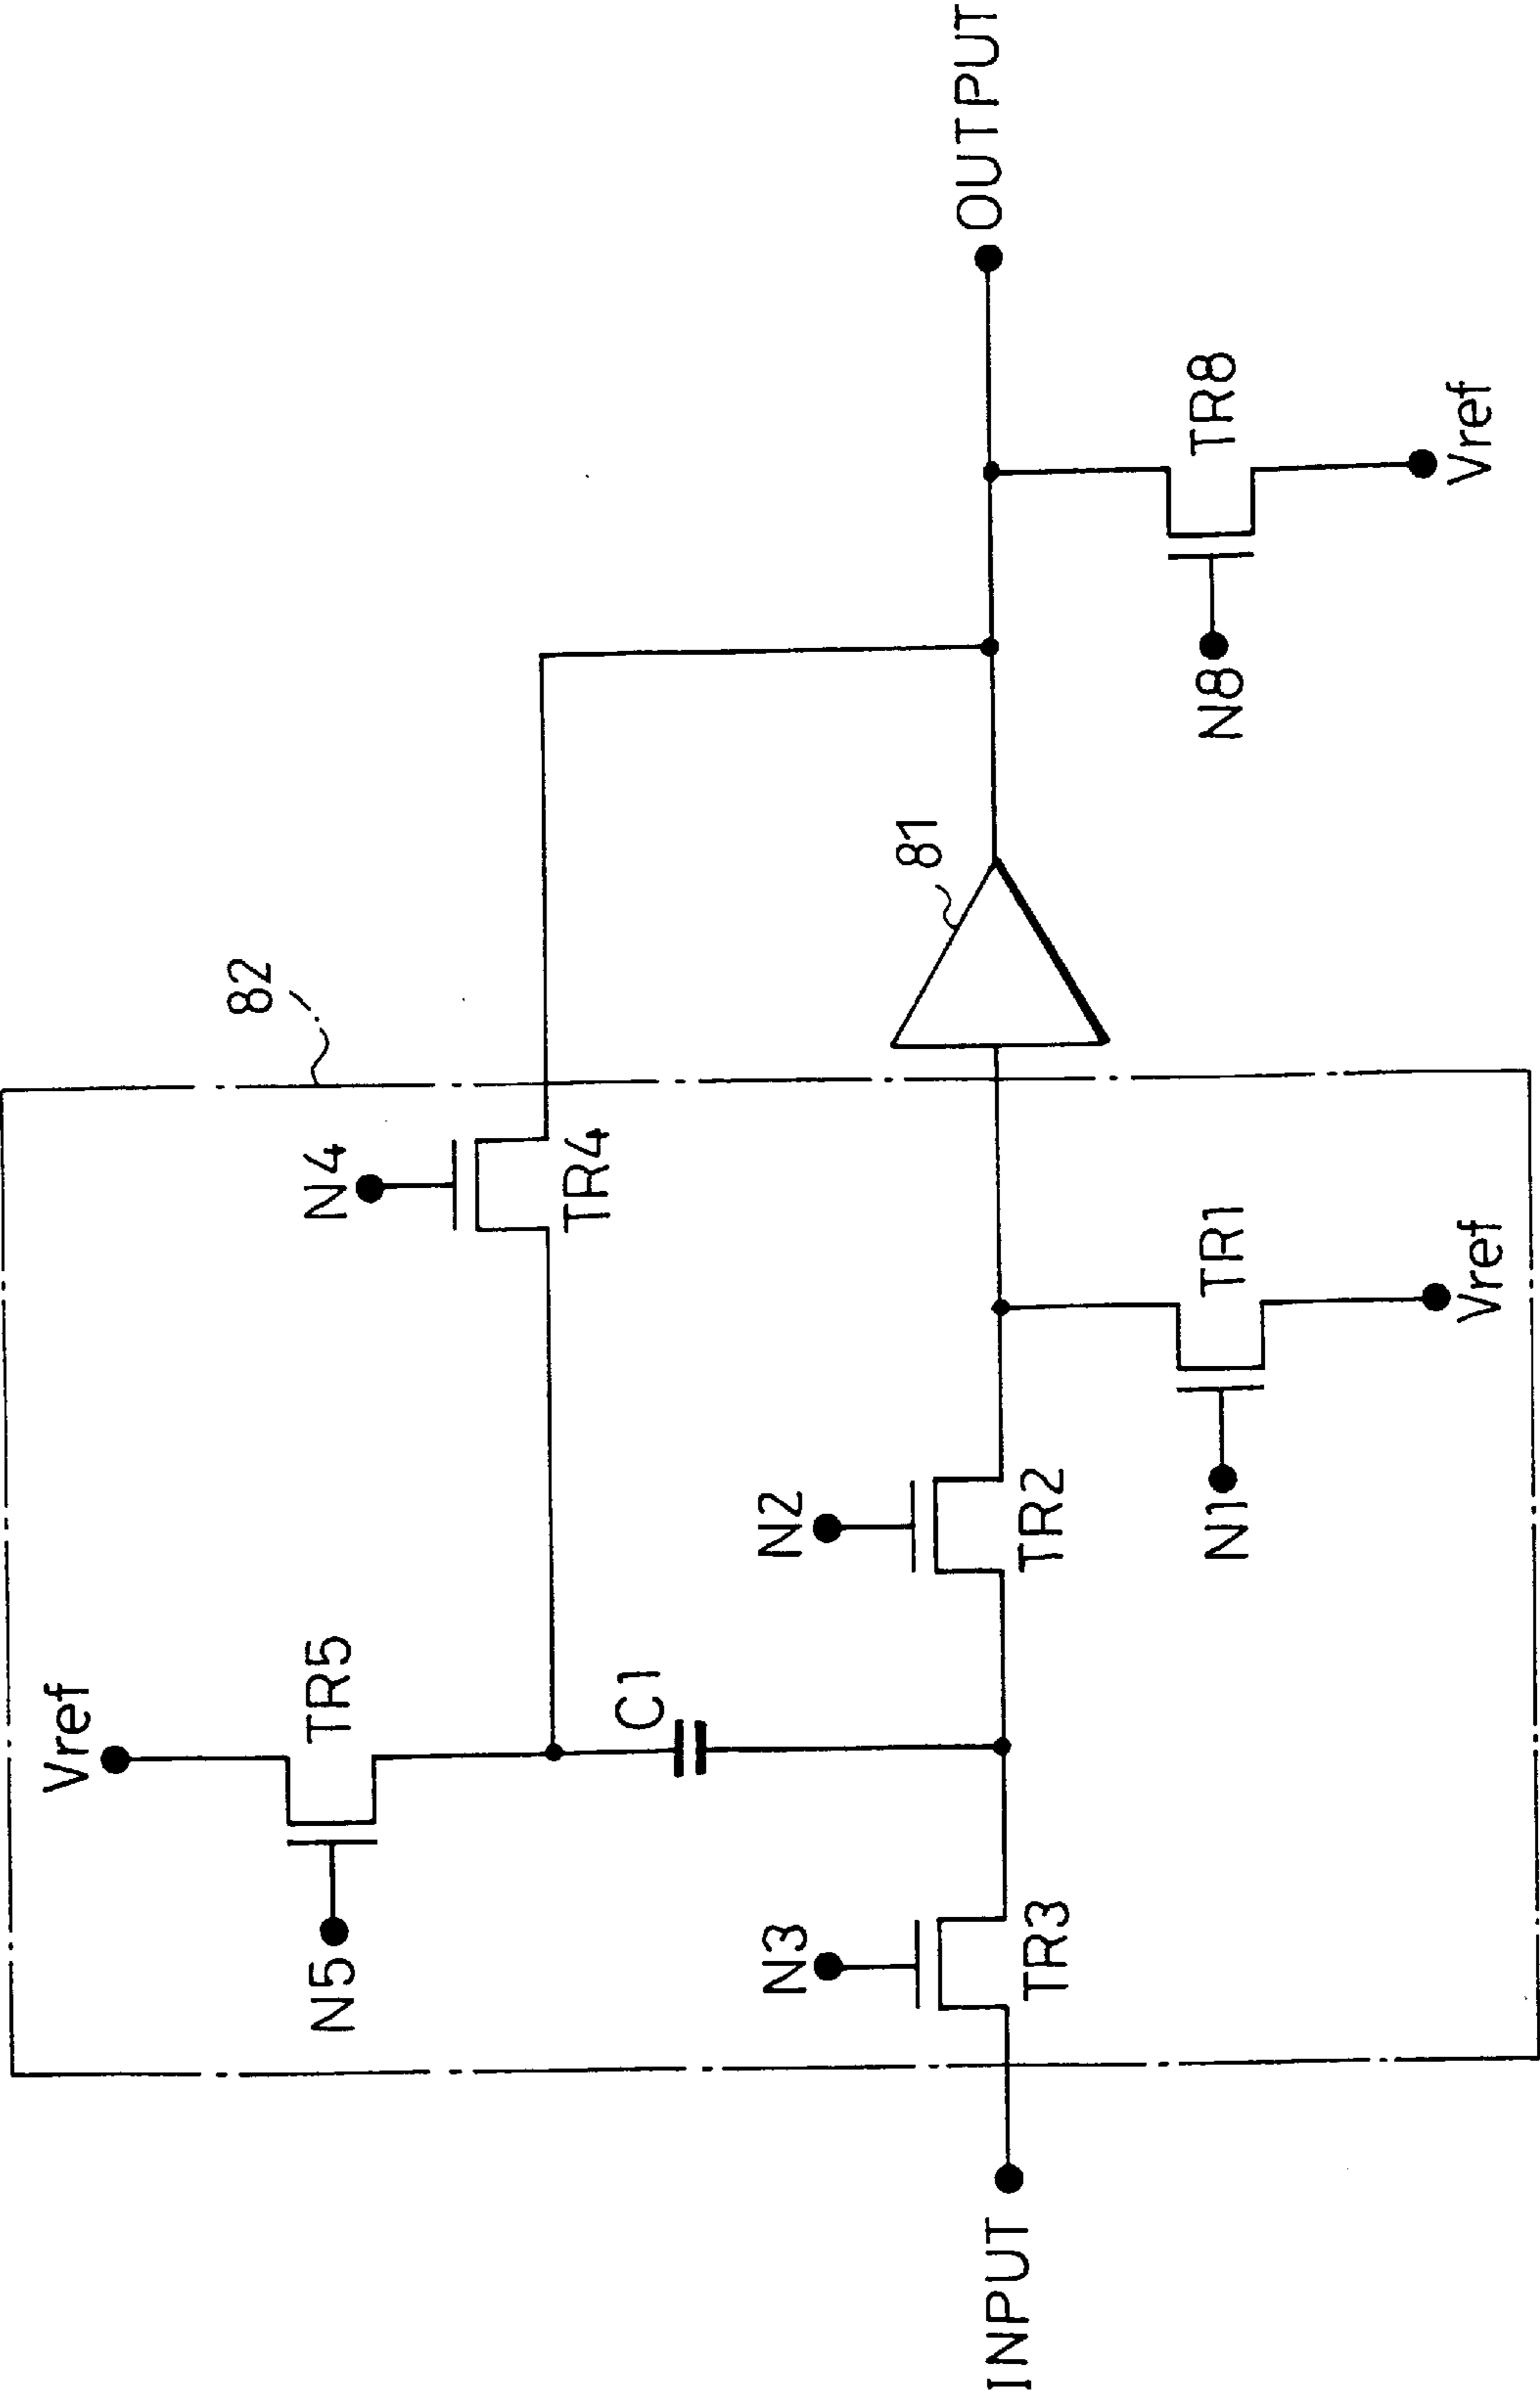 82
Vref
N5
TR5
N4
TR4
C1
N3
TR3
N2
TR2
81
INPUT
OUTPUT
N1
TR1
Vref
N8
TR8
Vref